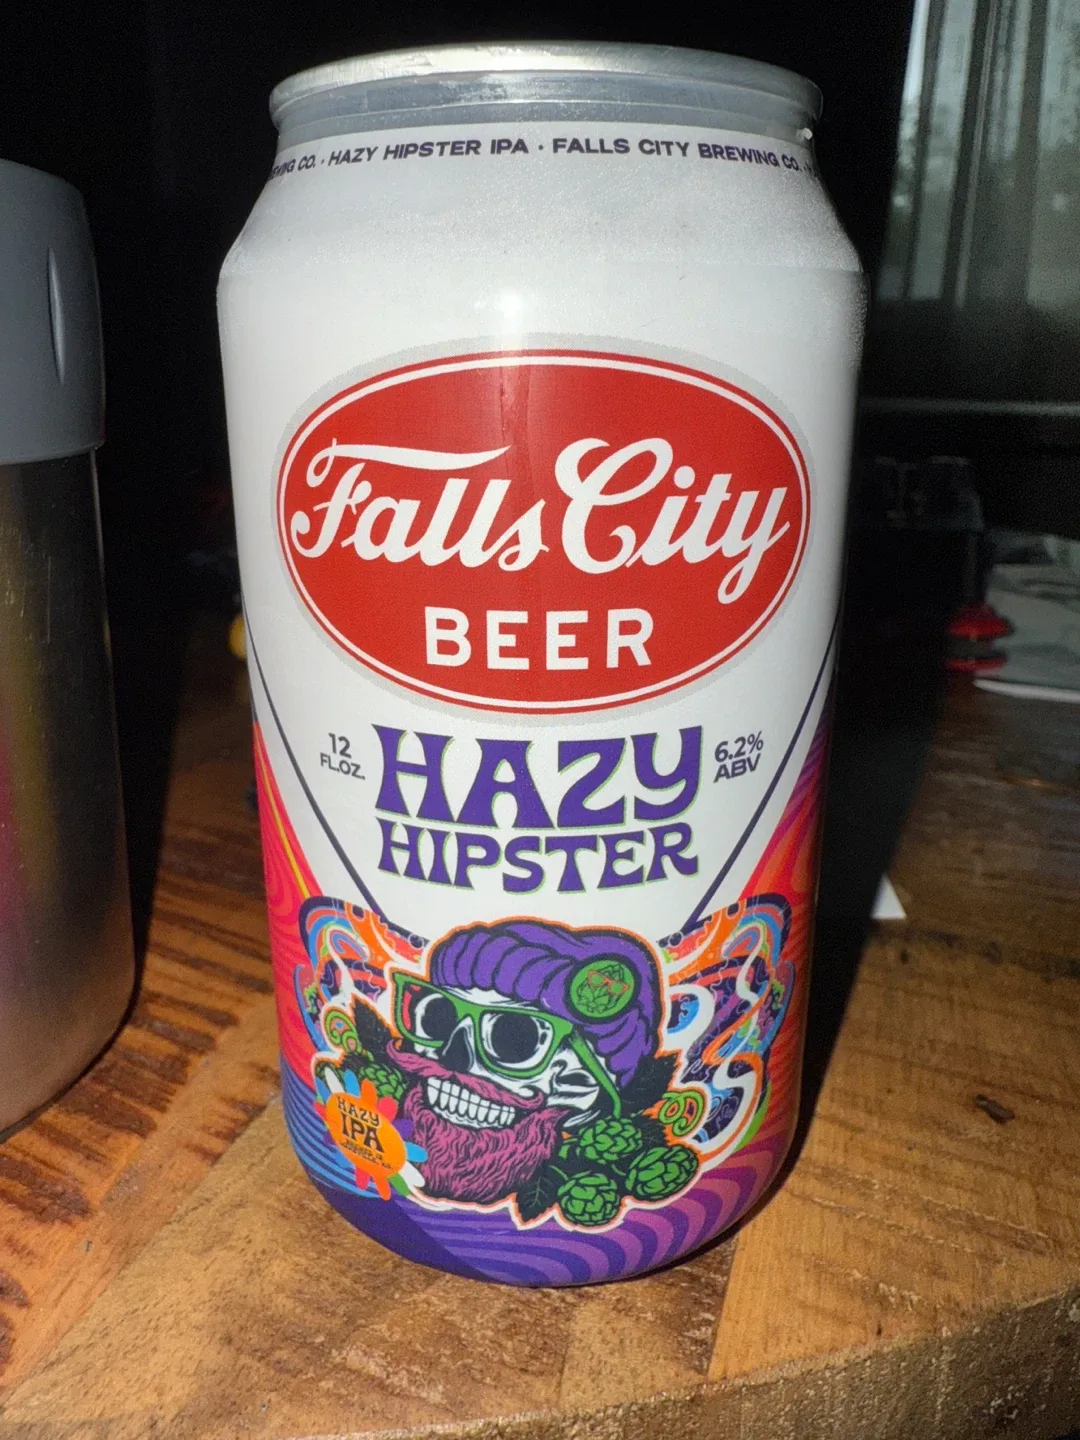 CO. · HAZY HIPSTER IPA · FALLS CITY BREWING CO. ·
Falls City
BEER
12
FL.OZ.
HAZY
HIPSTER
6.2%
ABV
HAZY
IPA